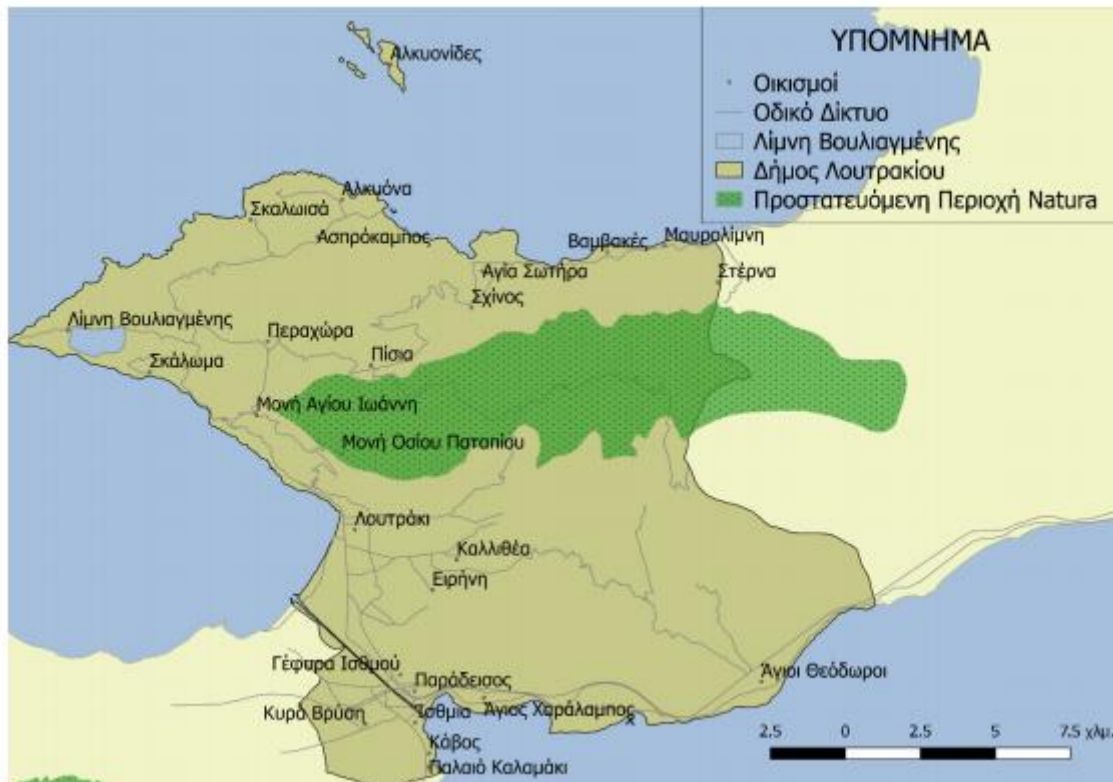 ΥΠΟΜΝΗΜΑ
Οικισμοί
Οδικό Δίκτυο
Λίμνη Βουλιαγμένης
Δήμος Λουτρακίου
Προστατευόμενη Περιοχή Natura
Αλκυονίδες
Αλκυόνα
Σκαλωισά
Ασπρόκαμπος
Βαμβακές
Μαυρολίμνη
Αγία Σωτήρα
Στέρνα
Σχίνος
Λίμνη Βουλιαγμένης
Περαχώρα
Σκάλωμα
Πίσια
Μονή Αγίου Ιωάννη
Μονή Οσίου Παταπίου
Λουτράκι
Καλλιθέα
Ειρήνη
Γέφυρα Ισθμού
Παράδεισος
Άγιοι Θεόδωροι
Κυρά Βρύση
Ίσθμια
Άγιος Χαράλαμπος
Κάβος
Παλαιό Καλαμάκι
2.5 0 2.5 5 7.5 χλμ.